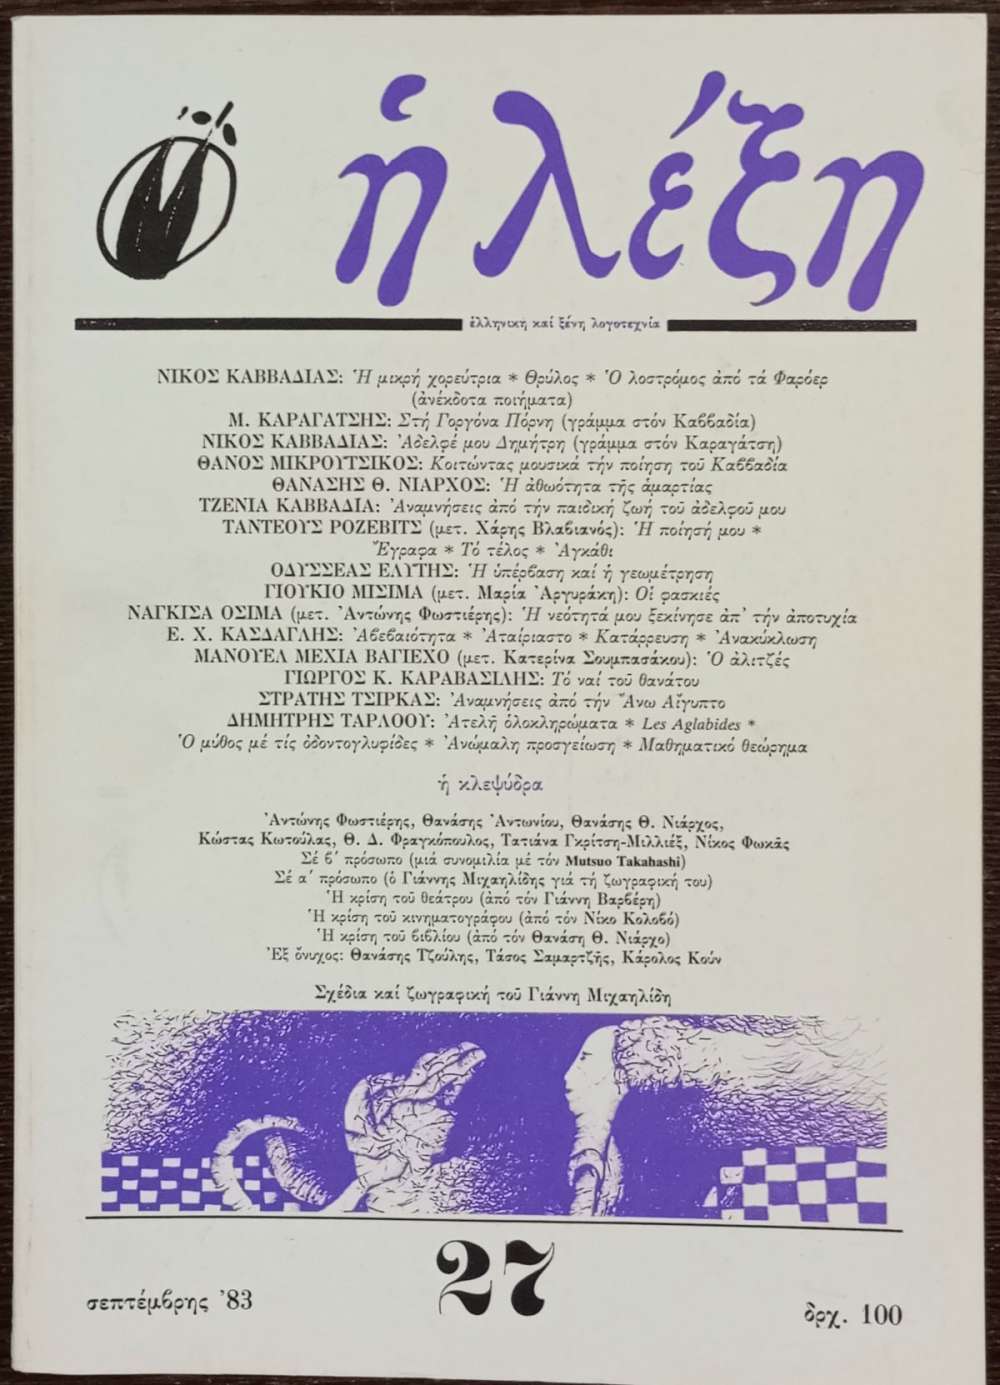 ἡ λέξη
ἑλληνική καί ξένη λογοτεχνία
ΝΙΚΟΣ ΚΑΒΒΑΔΙΑΣ: Ἡ μικρή χορεύτρια * Θρύλος * Ὁ λοστρόμος ἀπό τά Φαρόερ
(ἀνέκδοτα ποιήματα)
Μ. ΚΑΡΑΓΑΤΣΗΣ: Στή Γοργόνα Πόρνη (γράμμα στόν Καββαδία)
ΝΙΚΟΣ ΚΑΒΒΑΔΙΑΣ: Ἀδελφέ μου Δημήτρη (γράμμα στόν Καραγάτση)
ΘΑΝΟΣ ΜΙΚΡΟΥΤΣΙΚΟΣ: Κοιτώντας μουσικά τήν ποίηση τοῦ Καββαδία
ΘΑΝΑΣΗΣ Θ. ΝΙΑΡΧΟΣ: Ἡ ἀθωότητα τῆς ἁμαρτίας
ΤΖΕΝΙΑ ΚΑΒΒΑΔΙΑ: Ἀναμνήσεις ἀπό τήν παιδική ζωή τοῦ ἀδελφοῦ μου
ΤΑΝΤΕΟΥΣ ΡΟΖΕΒΙΤΣ (μετ. Χάρης Βλαβιανός): Ἡ ποίησή μου *
Ἔγραφα * Τό τέλος * Ἀγκάθι
ΟΔΥΣΣΕΑΣ ΕΛΥΤΗΣ: Ἡ ὑπέρβαση καί ἡ γεωμέτρηση
ΓΙΟΥΚΙΟ ΜΙΣΙΜΑ (μετ. Μαρία Ἀργυράκη): Οἱ φασκιές
ΝΑΓΚΙΣΑ ΟΣΙΜΑ (μετ. Ἀντώνης Φωστιέρης): Ἡ νεότητά μου ξεκίνησε ἀπ' τήν ἀποτυχία
Ε. Χ. ΚΑΣΔΑΓΛΗΣ: Ἀβεβαιότητα * Ἀταίριαστο * Κατάρρευση * Ἀνακύκλωση
ΜΑΝΟΥΕΛ ΜΕΧΙΑ ΒΑΓΙΕΧΟ (μετ. Κατερίνα Σουμπασάκου): Ὁ ἀλιτζές
ΓΙΩΡΓΟΣ Κ. ΚΑΡΑΒΑΣΙΛΗΣ: Τό ναί τοῦ θανάτου
ΣΤΡΑΤΗΣ ΤΣΙΡΚΑΣ: Ἀναμνήσεις ἀπό τήν Ἄνω Αἴγυπτο
ΔΗΜΗΤΡΗΣ ΤΑΡΛΟΟΥ: Ἀτελῆ ὁλοκληρώματα * Les Aglabides *
Ὁ μύθος μέ τίς ὀδοντογλυφίδες * Ἀνώμαλη προσγείωση * Μαθηματικό θεώρημα
ἡ κλεψύδρα
Ἀντώνης Φωστιέρης, Θανάσης Ἀντωνίου, Θανάσης Θ. Νιάρχος,
Κώστας Κωτούλας, Θ. Δ. Φραγκόπουλος, Τατιάνα Γκρίτση-Μιλλιέξ, Νίκος Φωκᾶς
Σέ β΄ πρόσωπο (μιά συνομιλία μέ τόν Mutsuo Takahashi)
Σέ α΄ πρόσωπο (ὁ Γιάννης Μιχαηλίδης γιά τή ζωγραφική του)
Ἡ κρίση τοῦ θεάτρου (ἀπό τόν Γιάννη Βαρβέρη)
Ἡ κρίση τοῦ κινηματογράφου (ἀπό τόν Νίκο Κολοβό)
Ἡ κρίση τοῦ βιβλίου (ἀπό τόν Θανάση Θ. Νιάρχο)
Ἐξ ὄνυχος: Θανάσης Τζούλης, Τάσος Σαμαρτζῆς, Κάρολος Κούν
Σχέδια καί ζωγραφική τοῦ Γιάννη Μιχαηλίδη
27
σεπτέμβρης '83
δρχ. 100